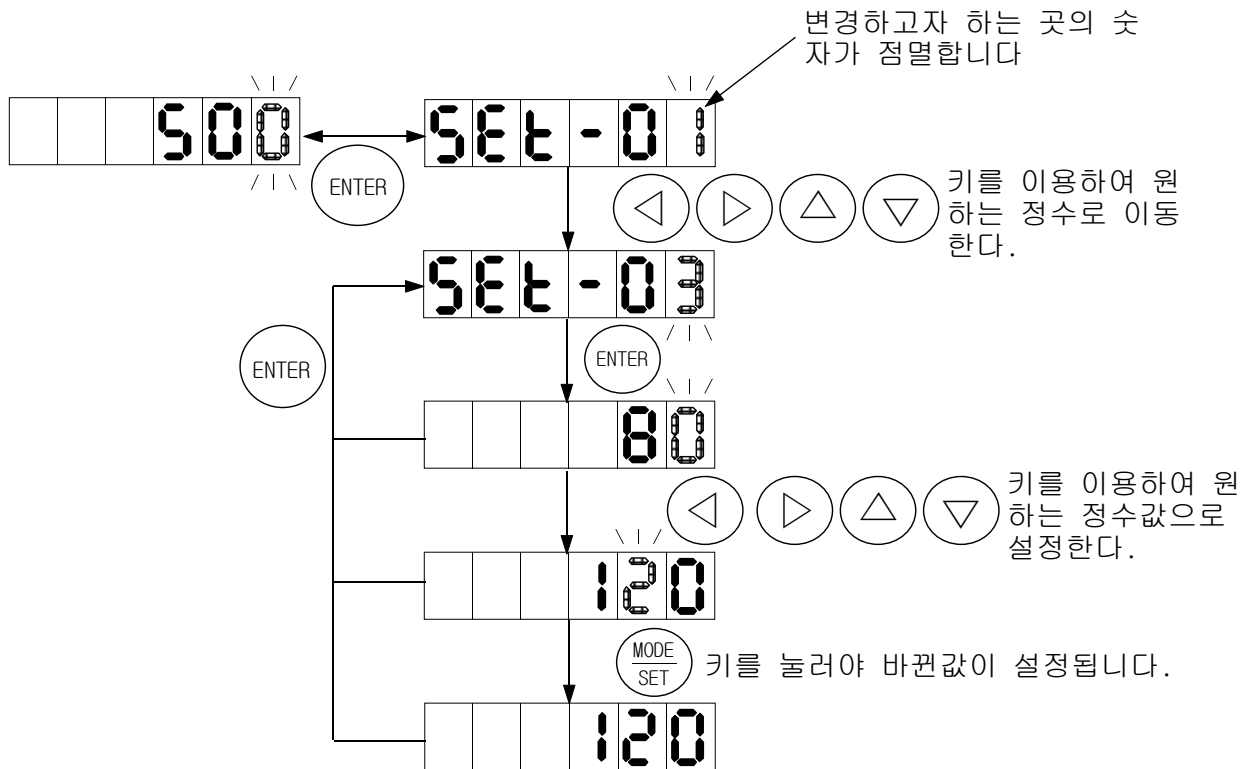 변경하고자 하는 곳의 숫
자가 점멸합니다
500
SEt-01
ENTER
키를 이용하여 원
하는 정수로 이동
한다.
SEt-03
ENTER
ENTER
80
키를 이용하여 원
하는 정수값으로
설정한다.
120
MODE
SET
키를 눌러야 바뀐값이 설정됩니다.
120